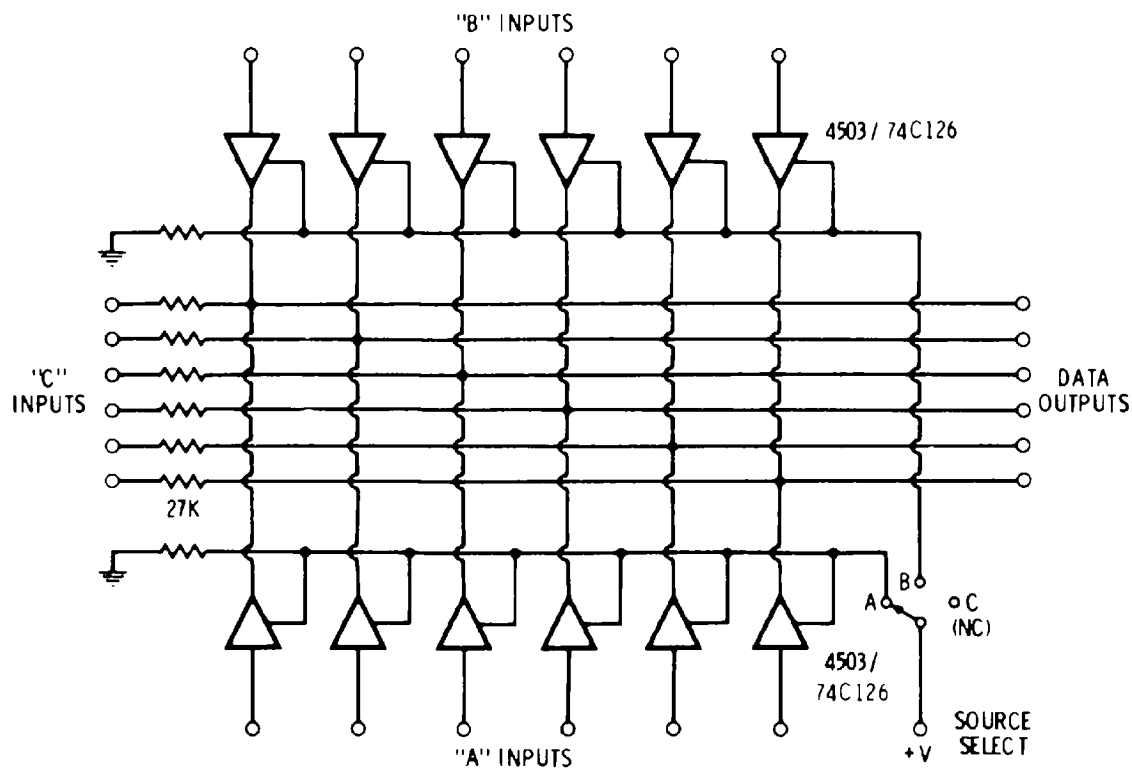 "B" INPUTS
4503 / 74C126
"C"
INPUTS
DATA
OUTPUTS
27K
B
A
C
(NC)
4503 /
74C126
"A" INPUTS
+V
SOURCE
SELECT